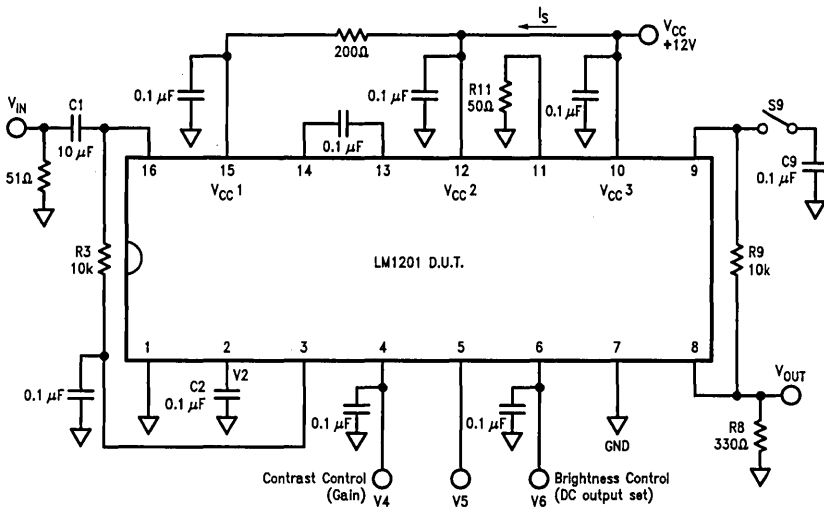 I_S
V_CC
+12V
200Ω
0.1 µF
0.1 µF
R11
50Ω
0.1 µF
S9
V_IN
C1
10 µF
51Ω
0.1 µF
C9
0.1 µF
16 15 14 13 12 11 10 9
V_CC 1 V_CC 2 V_CC 3
R3
10k
LM1201 D.U.T.
R9
10k
1 2 3 4 5 6 7 8
V2
0.1 µF
C2
0.1 µF
0.1 µF
0.1 µF
GND
V_OUT
R8
330Ω
Contrast Control
(Gain)
V4
V5
V6
Brightness Control
(DC output set)